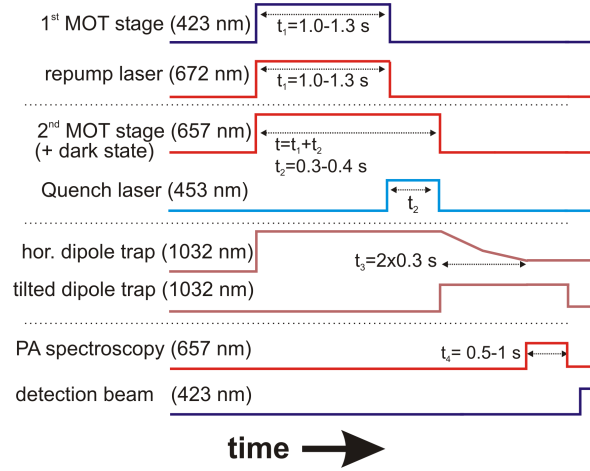 1st MOT stage (423 nm)
t1=1.0-1.3 s
repump laser (672 nm)
t1=1.0-1.3 s
2nd MOT stage (657 nm)
(+ dark state)
t=t1+t2
t2=0.3-0.4 s
Quench laser (453 nm)
t2
hor. dipole trap (1032 nm)
t3=2x0.3 s
tilted dipole trap (1032 nm)
PA spectroscopy (657 nm)
t4= 0.5-1 s
detection beam (423 nm)
time